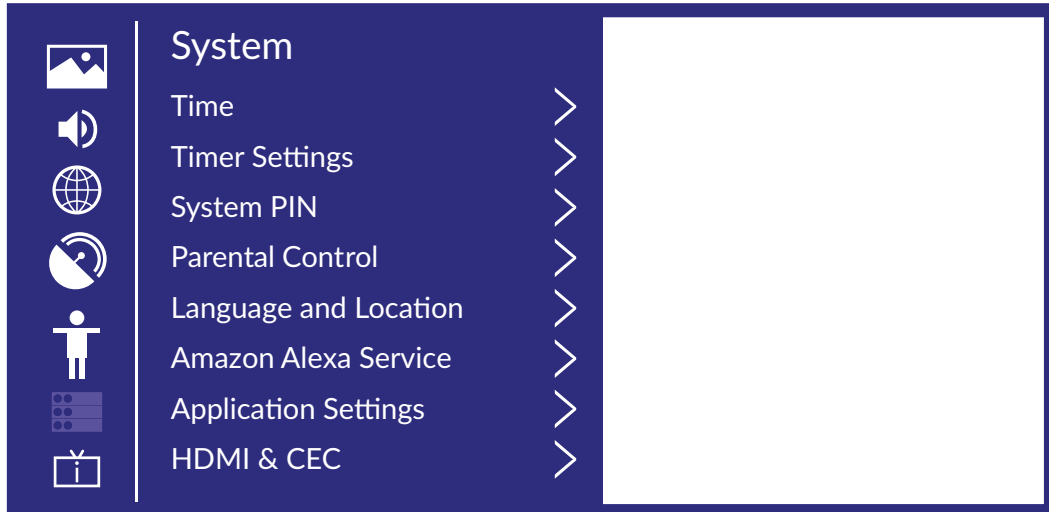 System
Time
Timer Settings
System PIN
Parental Control
Language and Location
Amazon Alexa Service
Application Settings
HDMI & CEC
i